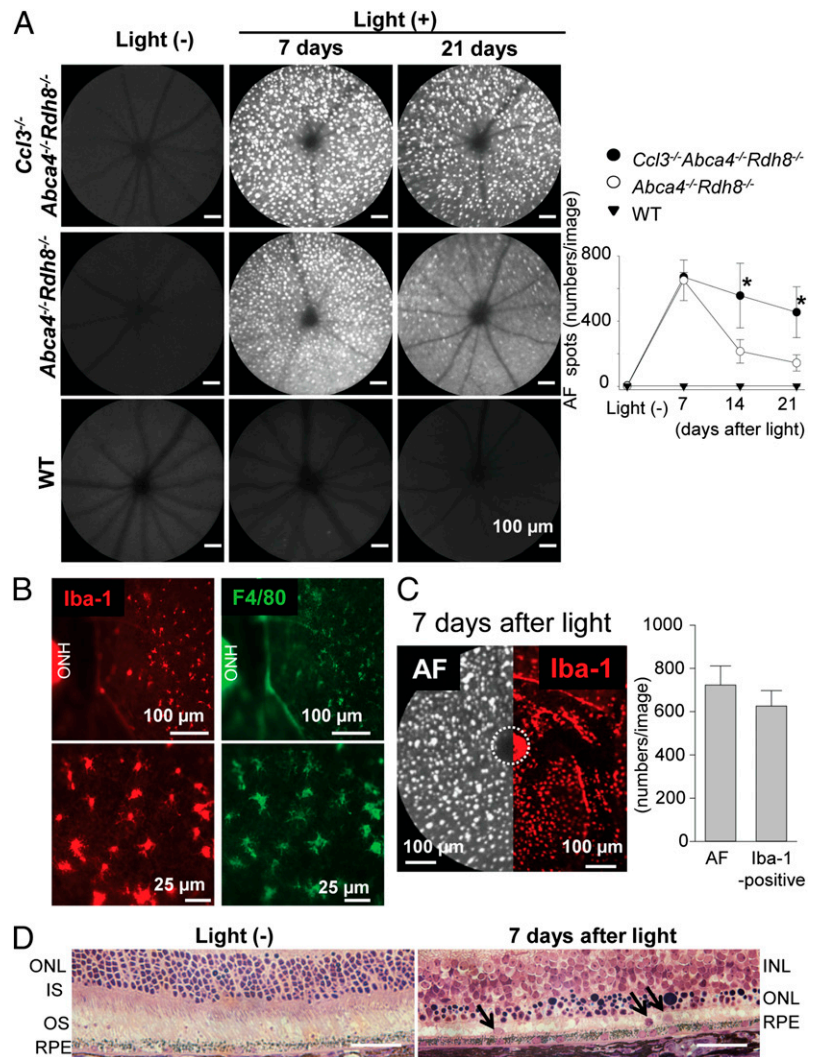 A
Light (-)
Light (+)
7 days
21 days
Ccl3-/-
Abca4-/-Rdh8-/-
Abca4-/-Rdh8-/-
WT
100 µm
Ccl3-/-Abca4-/-Rdh8-/-
Abca4-/-Rdh8-/-
WT
AF spots (numbers/image)
800
400
0
*
*
Light (-)
7
14
21
(days after light)
B
Iba-1
F4/80
ONH
ONH
100 µm
100 µm
25 µm
25 µm
C
7 days after light
AF
Iba-1
100 µm
100 µm
(numbers/image)
1000
800
600
400
200
0
AF
Iba-1
-positive
D
Light (-)
7 days after light
ONL
IS
OS
RPE
INL
ONL
RPE